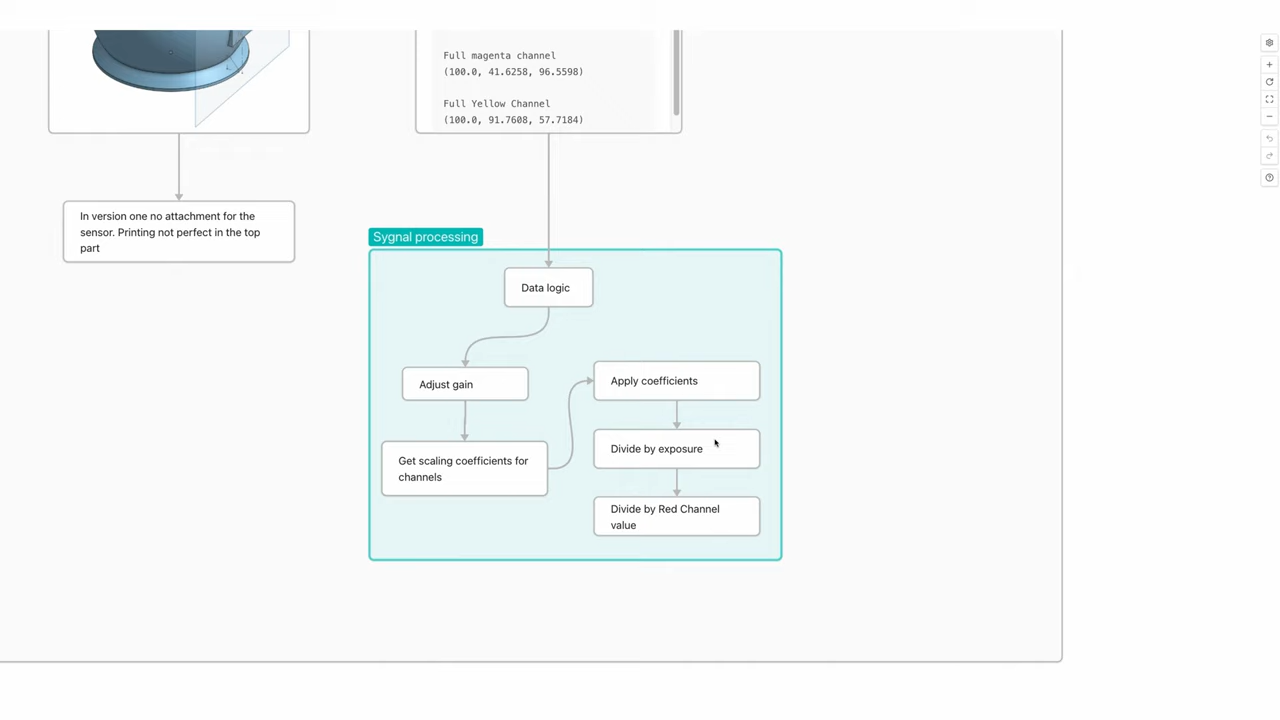 Full magenta channel
(100.0, 41.6258, 96.5598)
Full Yellow Channel
(100.0, 91.7608, 57.7184)
In version one no attachment for the
sensor. Printing not perfect in the top
part
Sygnal processing
Data logic
Adjust gain
Get scaling coefficients for
channels
Apply coefficients
Divide by exposure
Divide by Red Channel
value